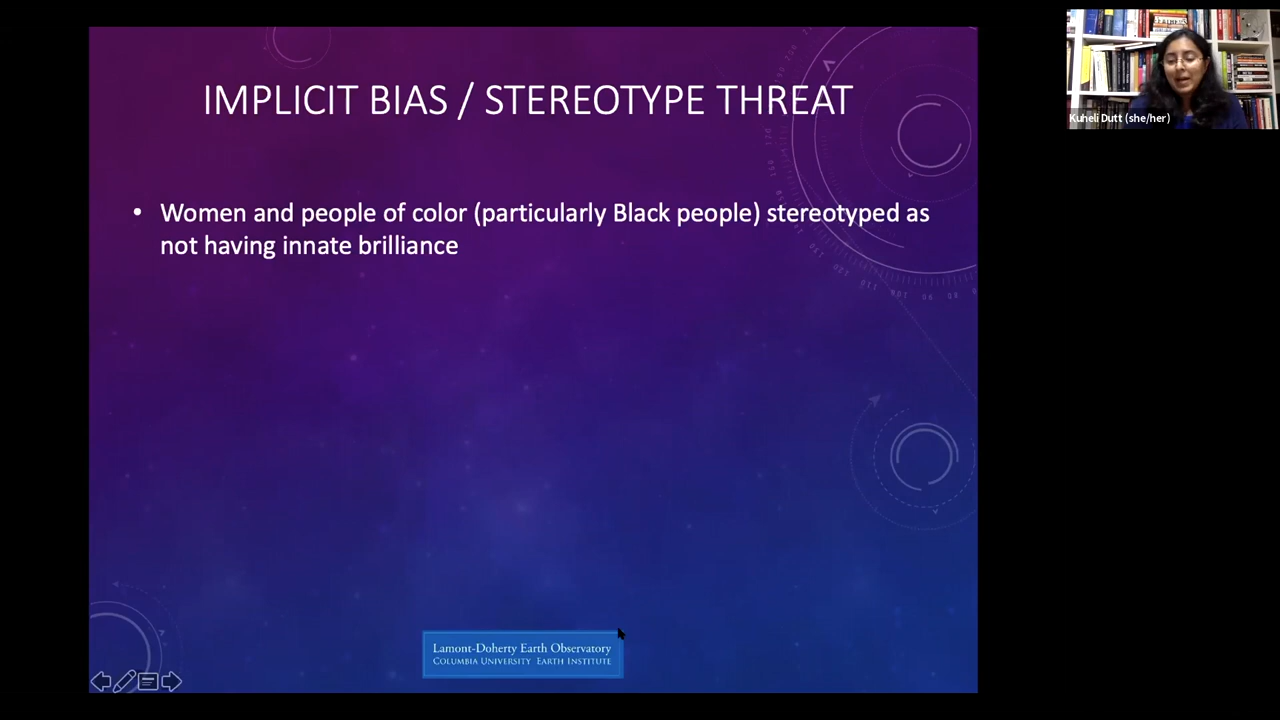 IMPLICIT BIAS / STEREOTYPE THREAT
• Women and people of color (particularly Black people) stereotyped as
not having innate brilliance
Lamont-Doherty Earth Observatory
COLUMBIA UNIVERSITY EARTH INSTITUTE
Kuheli Dutt (she/her)